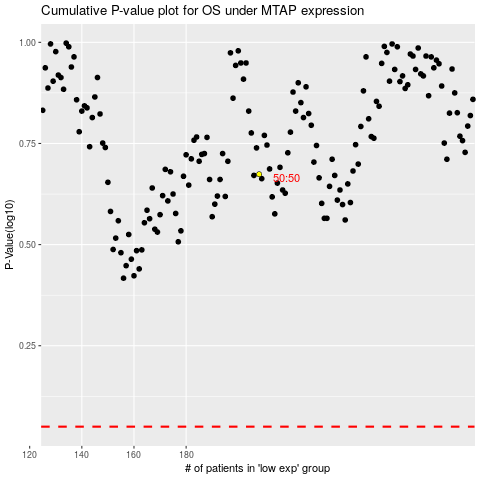 Cumulative P-value plot for OS under MTAP expression
P-Value(log10)
1.00
0.75
0.50
0.25
50:50
120 140 160 180
# of patients in 'low exp' group